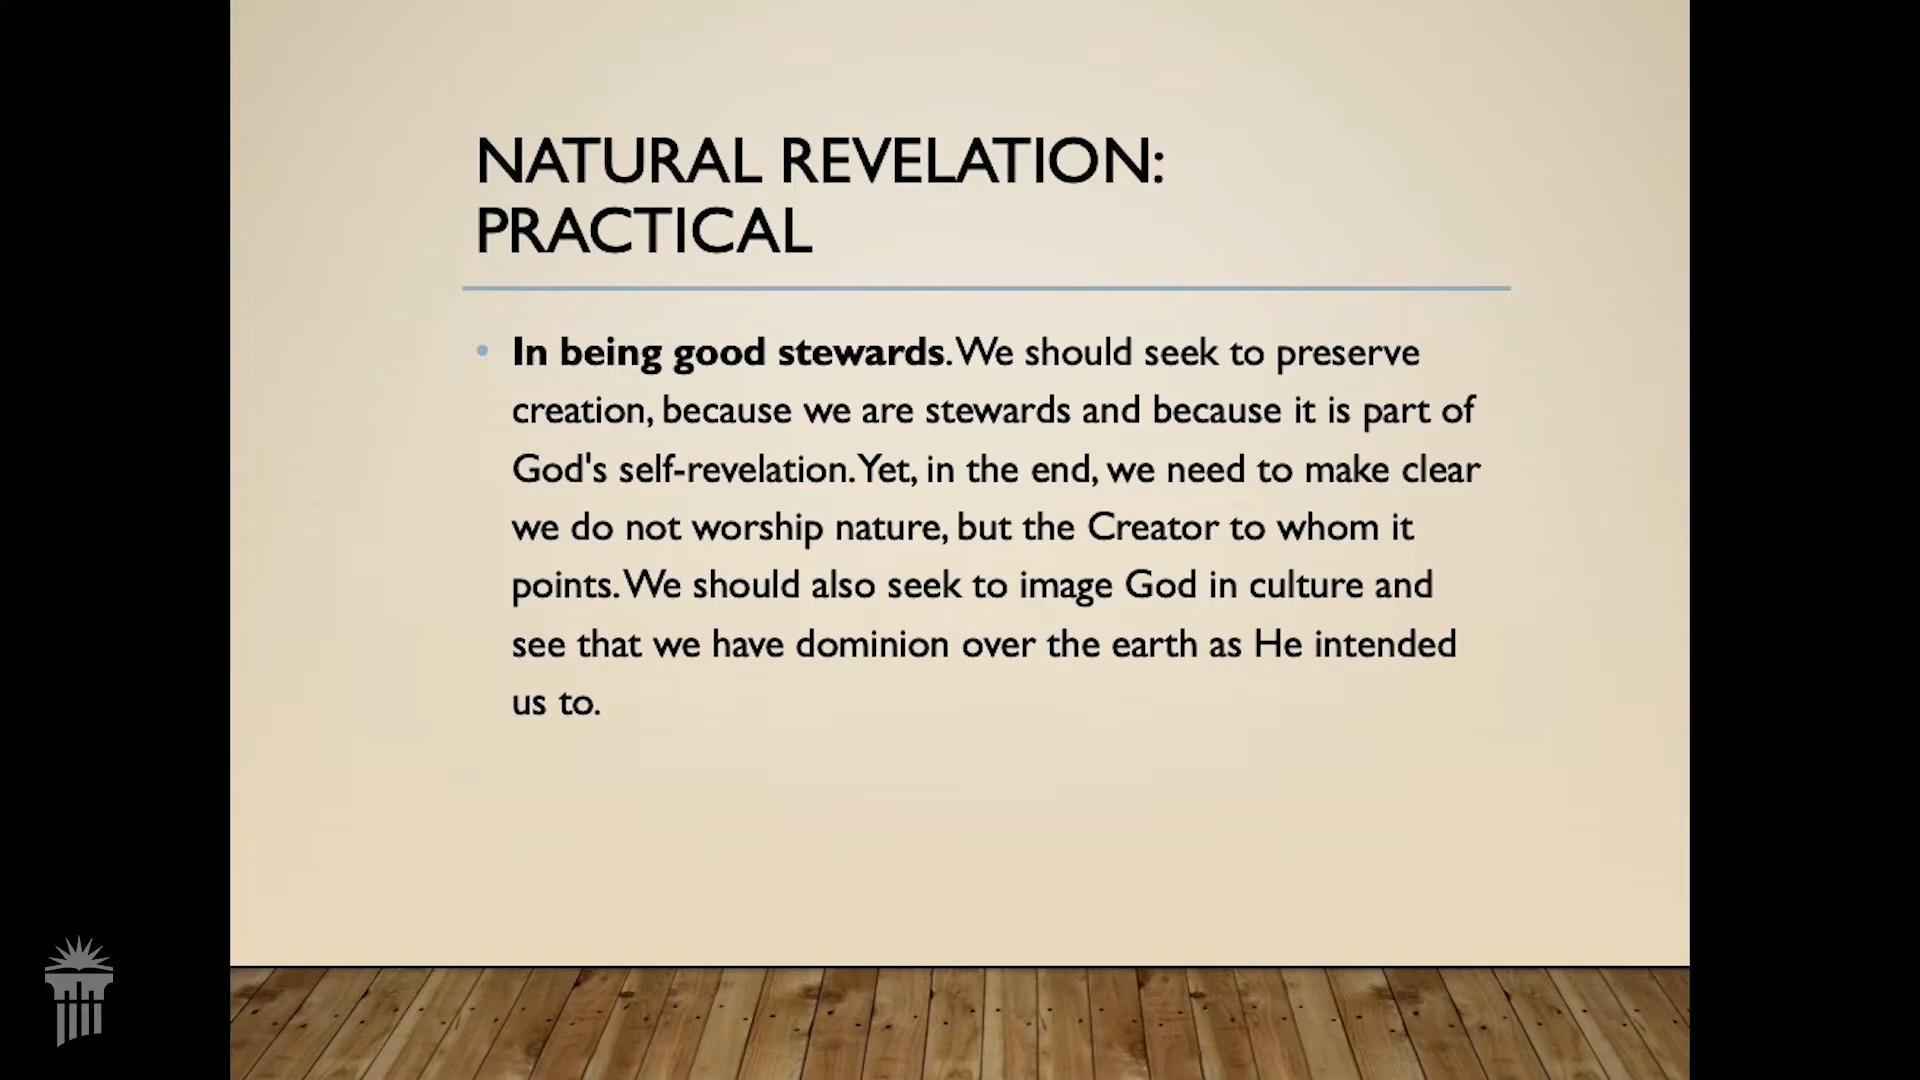 NATURAL REVELATION:
PRACTICAL
• In being good stewards. We should seek to preserve
creation, because we are stewards and because it is part of
God's self-revelation. Yet, in the end, we need to make clear
we do not worship nature, but the Creator to whom it
points. We should also seek to image God in culture and
see that we have dominion over the earth as He intended
us to.